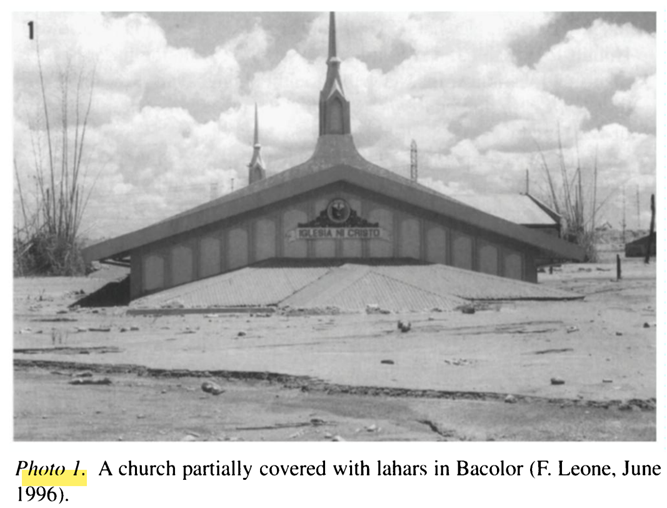 1
IGLESIA NI CRISTO
Photo 1. A church partially covered with lahars in Bacolor (F. Leone, June
1996).